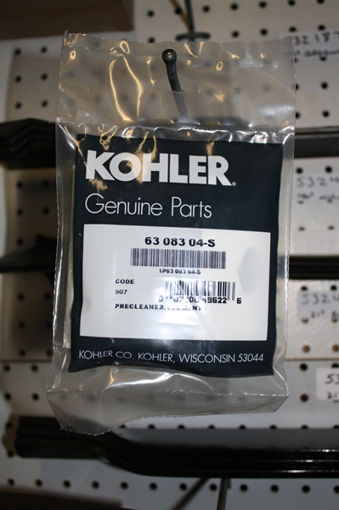 KOHLER®
Genuine Parts
63 083 04-S
1P63 083 04-S
CODE
907
PRECLEANER,
KOHLER CO. KOHLER, WISCONSIN 53044